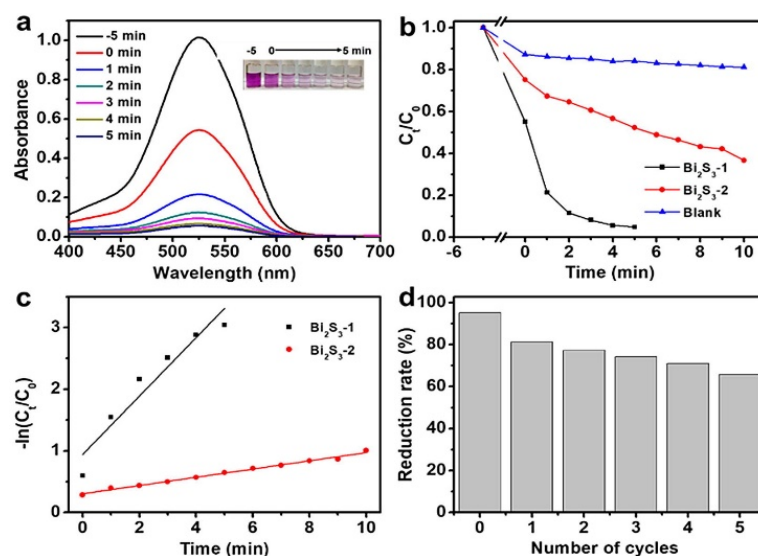 a
-5 min
0 min
1 min
2 min
3 min
4 min
5 min
-5 0 5 min
Absorbance
1.0
0.8
0.6
0.4
0.2
0.0
400 450 500 550 600 650 700
Wavelength (nm)
b
Ct/C0
1.0
0.8
0.6
0.4
0.2
0.0
Bi2S3-1
Bi2S3-2
Blank
-6 0 2 4 6 8 10
Time (min)
c
-ln(Ct/C0)
3
2
1
0
Bi2S3-1
Bi2S3-2
0 2 4 6 8 10
Time (min)
d
Reduction rate (%)
100
80
60
40
20
0
0 1 2 3 4 5
Number of cycles